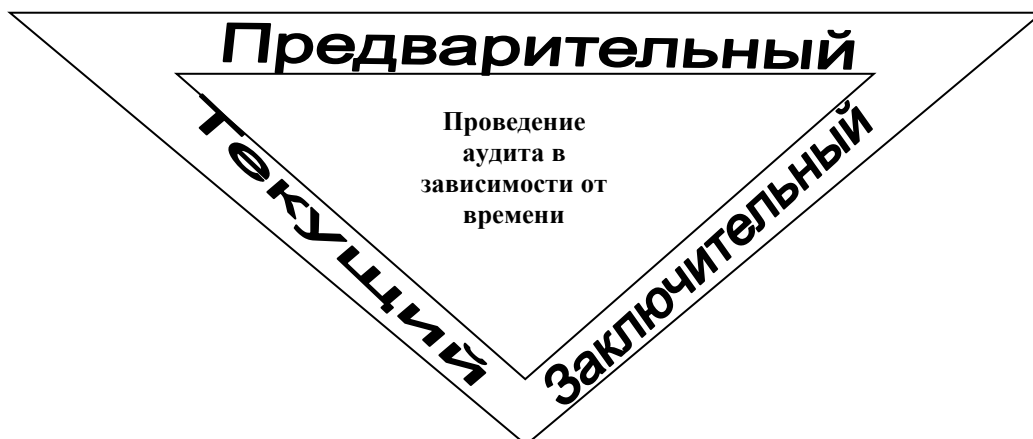 Предварительный
Текущий
Проведение
аудита в
зависимости от
времени
Заключительный